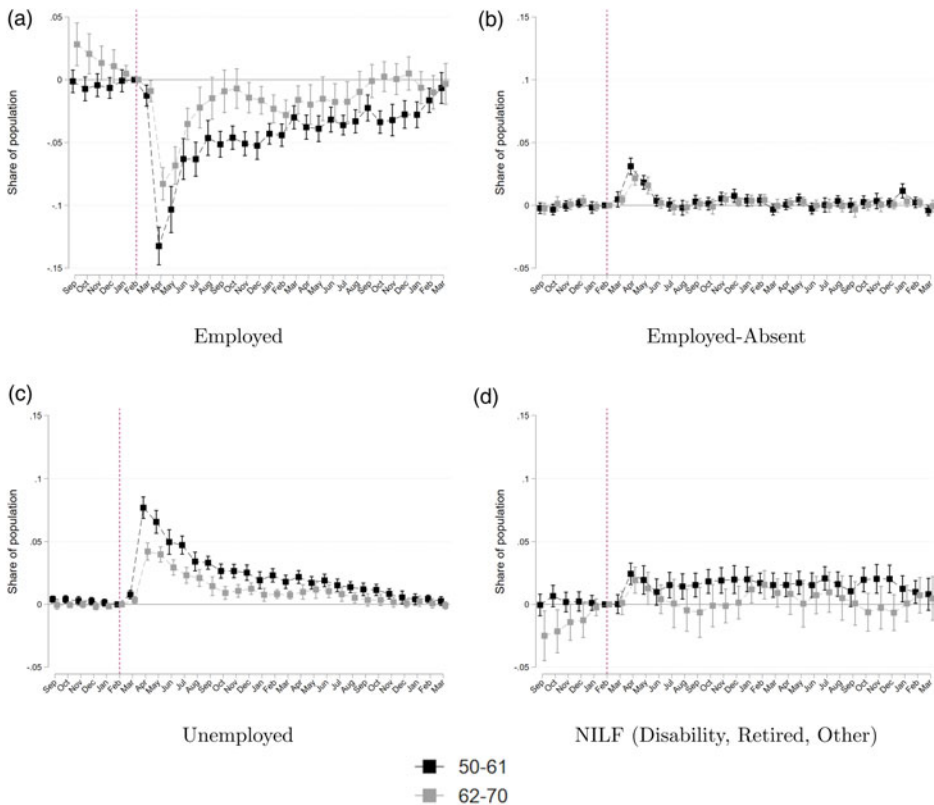 (a)
.05
0
-.05
-.1
-.15
Share of population
Sep Oct Nov Dec Jan Feb Mar Apr May Jun Jul Aug Sep Oct Nov Dec Jan Feb Mar Apr May Jun Jul Aug Sep Oct Nov Dec Jan Feb Mar
Employed
(b)
.15
.1
.05
0
-.05
Share of population
Sep Oct Nov Dec Jan Feb Mar Apr May Jun Jul Aug Sep Oct Nov Dec Jan Feb Mar Apr May Jun Jul Aug Sep Oct Nov Dec Jan Feb Mar
Employed-Absent
(c)
.15
.1
.05
0
-.05
Share of population
Sep Oct Nov Dec Jan Feb Mar Apr May Jun Jul Aug Sep Oct Nov Dec Jan Feb Mar Apr May Jun Jul Aug Sep Oct Nov Dec Jan Feb Mar
Unemployed
(d)
.15
.1
.05
0
-.05
Share of population
Sep Oct Nov Dec Jan Feb Mar Apr May Jun Jul Aug Sep Oct Nov Dec Jan Feb Mar Apr May Jun Jul Aug Sep Oct Nov Dec Jan Feb Mar
NILF (Disability, Retired, Other)
50-61
62-70